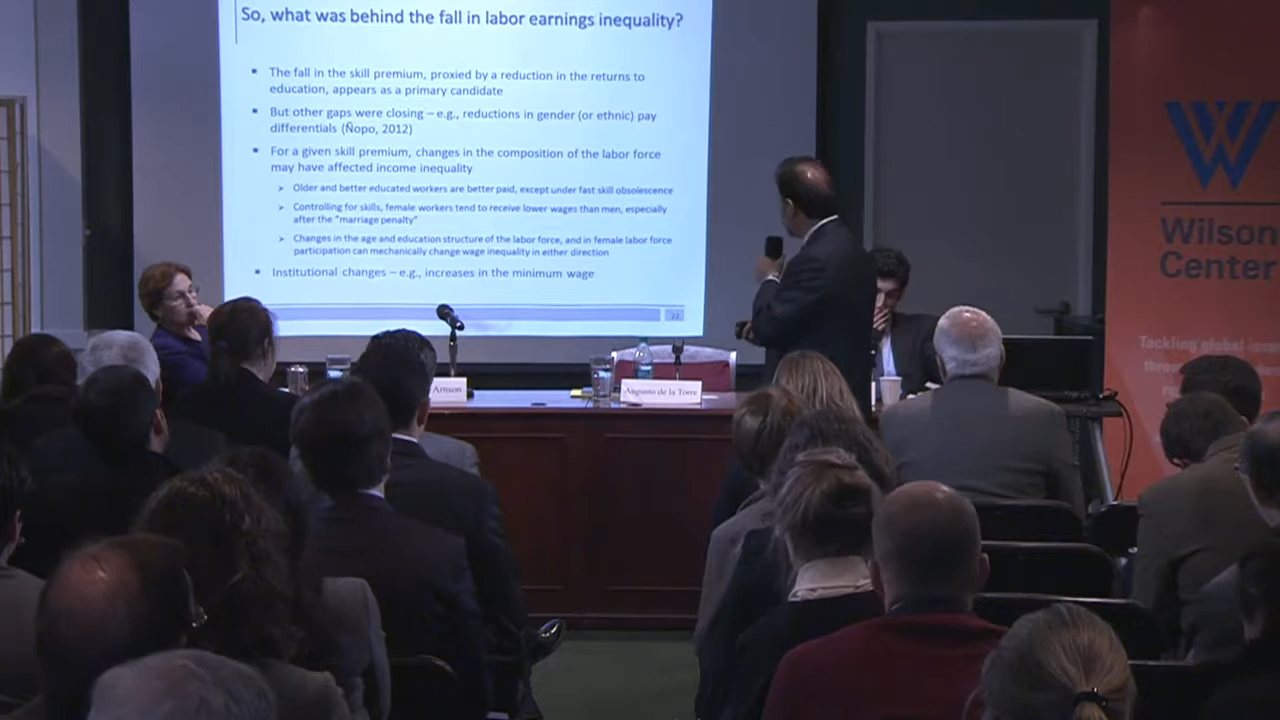 So, what was behind the fall in labor earnings inequality?
▪ The fall in the skill premium, proxied by a reduction in the returns to
education, appears as a primary candidate
▪ But other gaps were closing – e.g., reductions in gender (or ethnic) pay
differentials (Ñopo, 2012)
▪ For a given skill premium, changes in the composition of the labor force
may have affected income inequality
➢ Older and better educated workers are better paid, except under fast skill obsolescence
➢ Controlling for skills, female workers tend to receive lower wages than men, especially
after the "marriage penalty"
➢ Changes in the age and education structure of the labor force, and in female labor force
participation can mechanically change wage inequality in either direction
▪ Institutional changes – e.g., increases in the minimum wage
22
Arnson
Augusto de la Torre
Wilson
Center
Tackling global